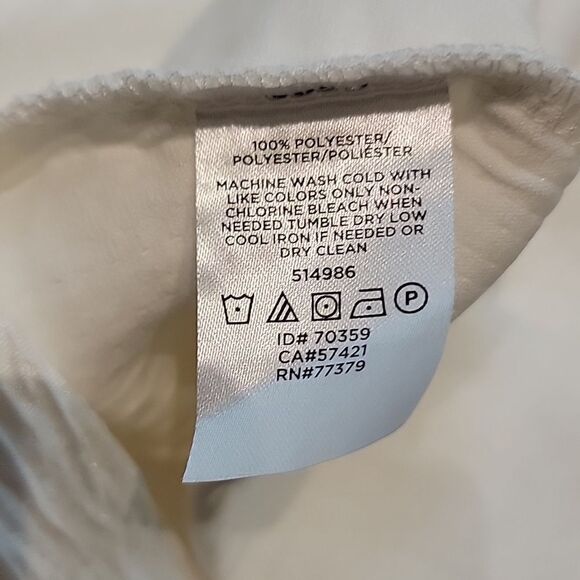 100% POLYESTER/
POLYESTER/POLIÉSTER
MACHINE WASH COLD WITH
LIKE COLORS ONLY NON-
CHLORINE BLEACH WHEN
NEEDED TUMBLE DRY LOW
COOL IRON IF NEEDED OR
DRY CLEAN
514986
P
ID# 70359
CA#57421
RN#77379